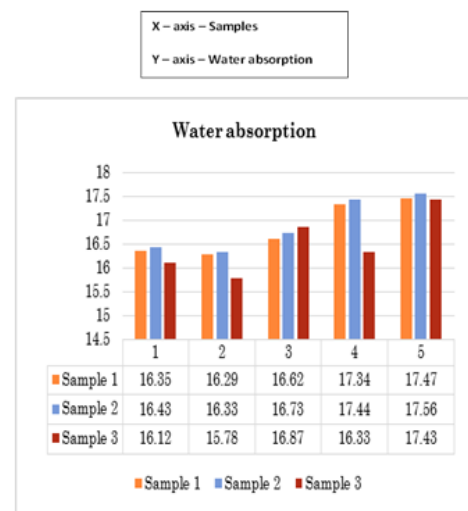 X – axis – Samples
Y – axis – Water absorption
Water absorption
18
17.5
17
16.5
16
15.5
15
14.5
1 2 3 4 5
Sample 1 16.35 16.29 16.62 17.34 17.47
Sample 2 16.43 16.33 16.73 17.44 17.56
Sample 3 16.12 15.78 16.87 16.33 17.43
Sample 1 Sample 2 Sample 3